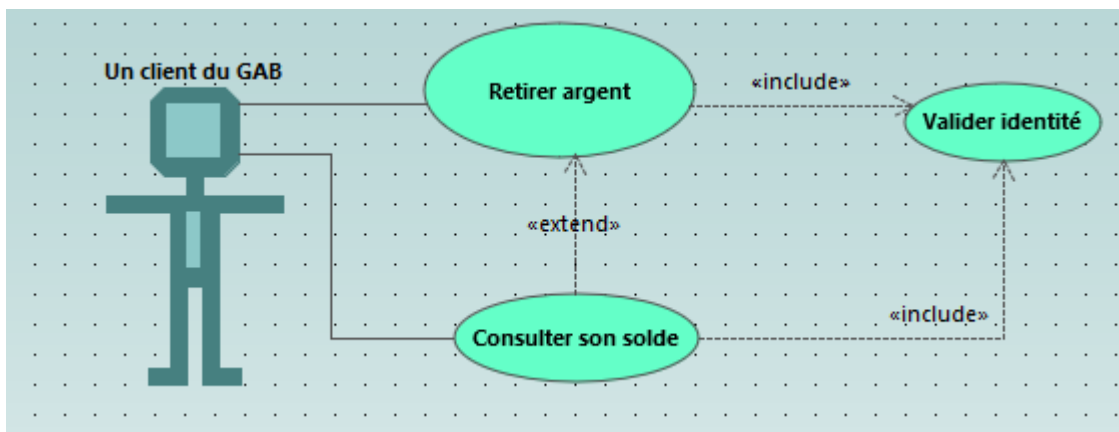 Un client du GAB
Retirer argent
«include»
Valider identité
«extend»
«include»
Consulter son solde